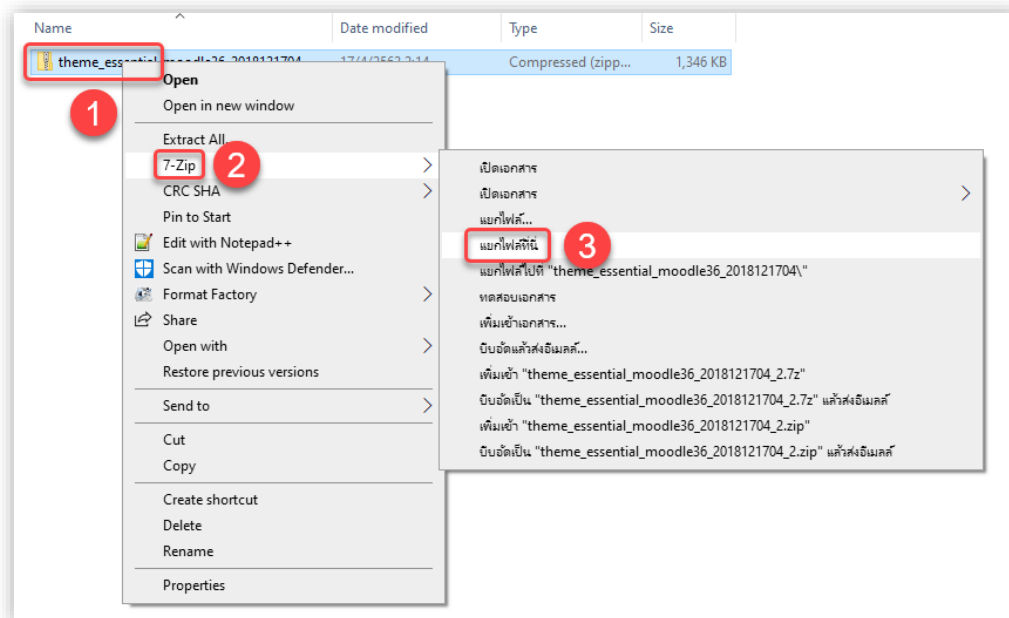 Name Date modified Type Size
theme_essential_moodle36_2018121704 17/4/2562 2:14 Compressed (zipp... 1,346 KB
1
Open
Open in new window
Extract All...
7-Zip
2
CRC SHA
Pin to Start
Edit with Notepad++
Scan with Windows Defender...
Format Factory
Share
Open with
Restore previous versions
Send to
Cut
Copy
Create shortcut
Delete
Rename
Properties
เปิดเอกสาร
เปิดเอกสาร
แยกไฟล์...
แยกไฟล์ที่นี่
3
แยกไฟล์ไปที่ "theme_essential_moodle36_2018121704\"
ทดสอบเอกสาร
เพิ่มเข้าเอกสาร...
บีบอัดแล้วส่งอีเมลล์...
เพิ่มเข้า "theme_essential_moodle36_2018121704_2.7z"
บีบอัดเป็น "theme_essential_moodle36_2018121704_2.7z" แล้วส่งอีเมลล์
เพิ่มเข้า "theme_essential_moodle36_2018121704_2.zip"
บีบอัดเป็น "theme_essential_moodle36_2018121704_2.zip" แล้วส่งอีเมลล์